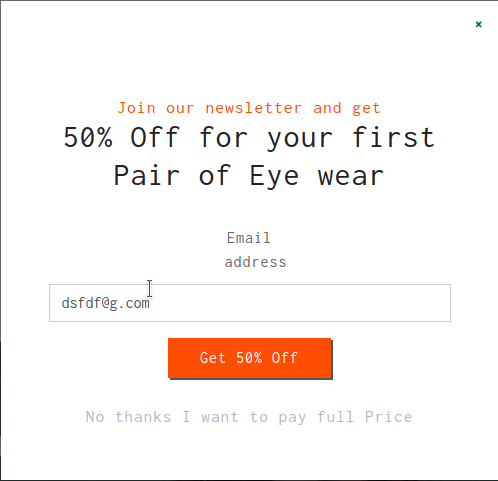 ×
Join our newsletter and get
50% Off for your first
Pair of Eye wear
Email
address
dsfdf@g.com
Get 50% Off
No thanks I want to pay full Price